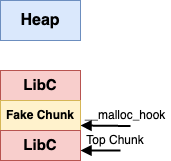 Heap
LibC
Fake Chunk
__malloc_hook
LibC
Top Chunk